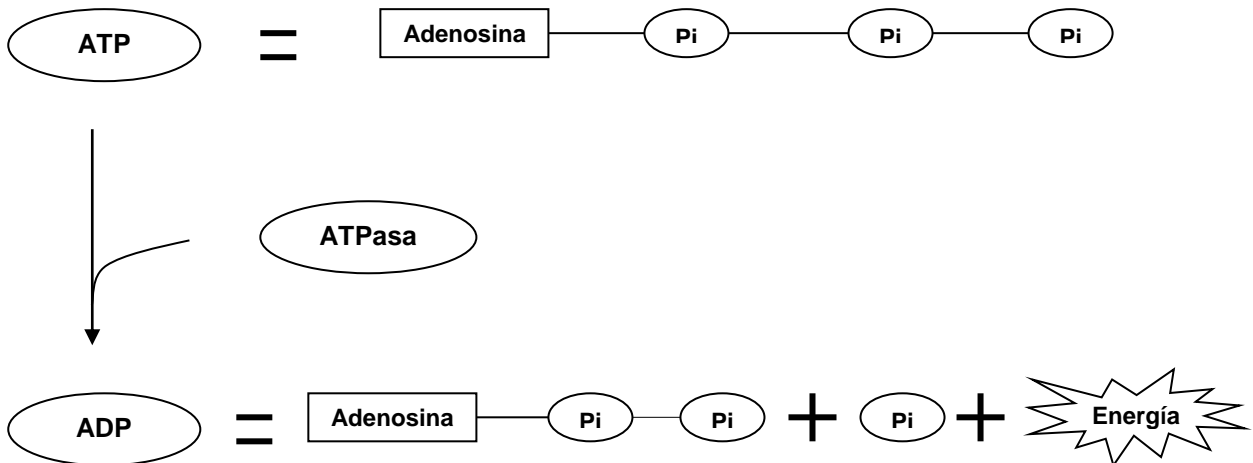 ATP = Adenosina Pi Pi Pi
ATPasa
ADP = Adenosina Pi Pi + Pi + Energía